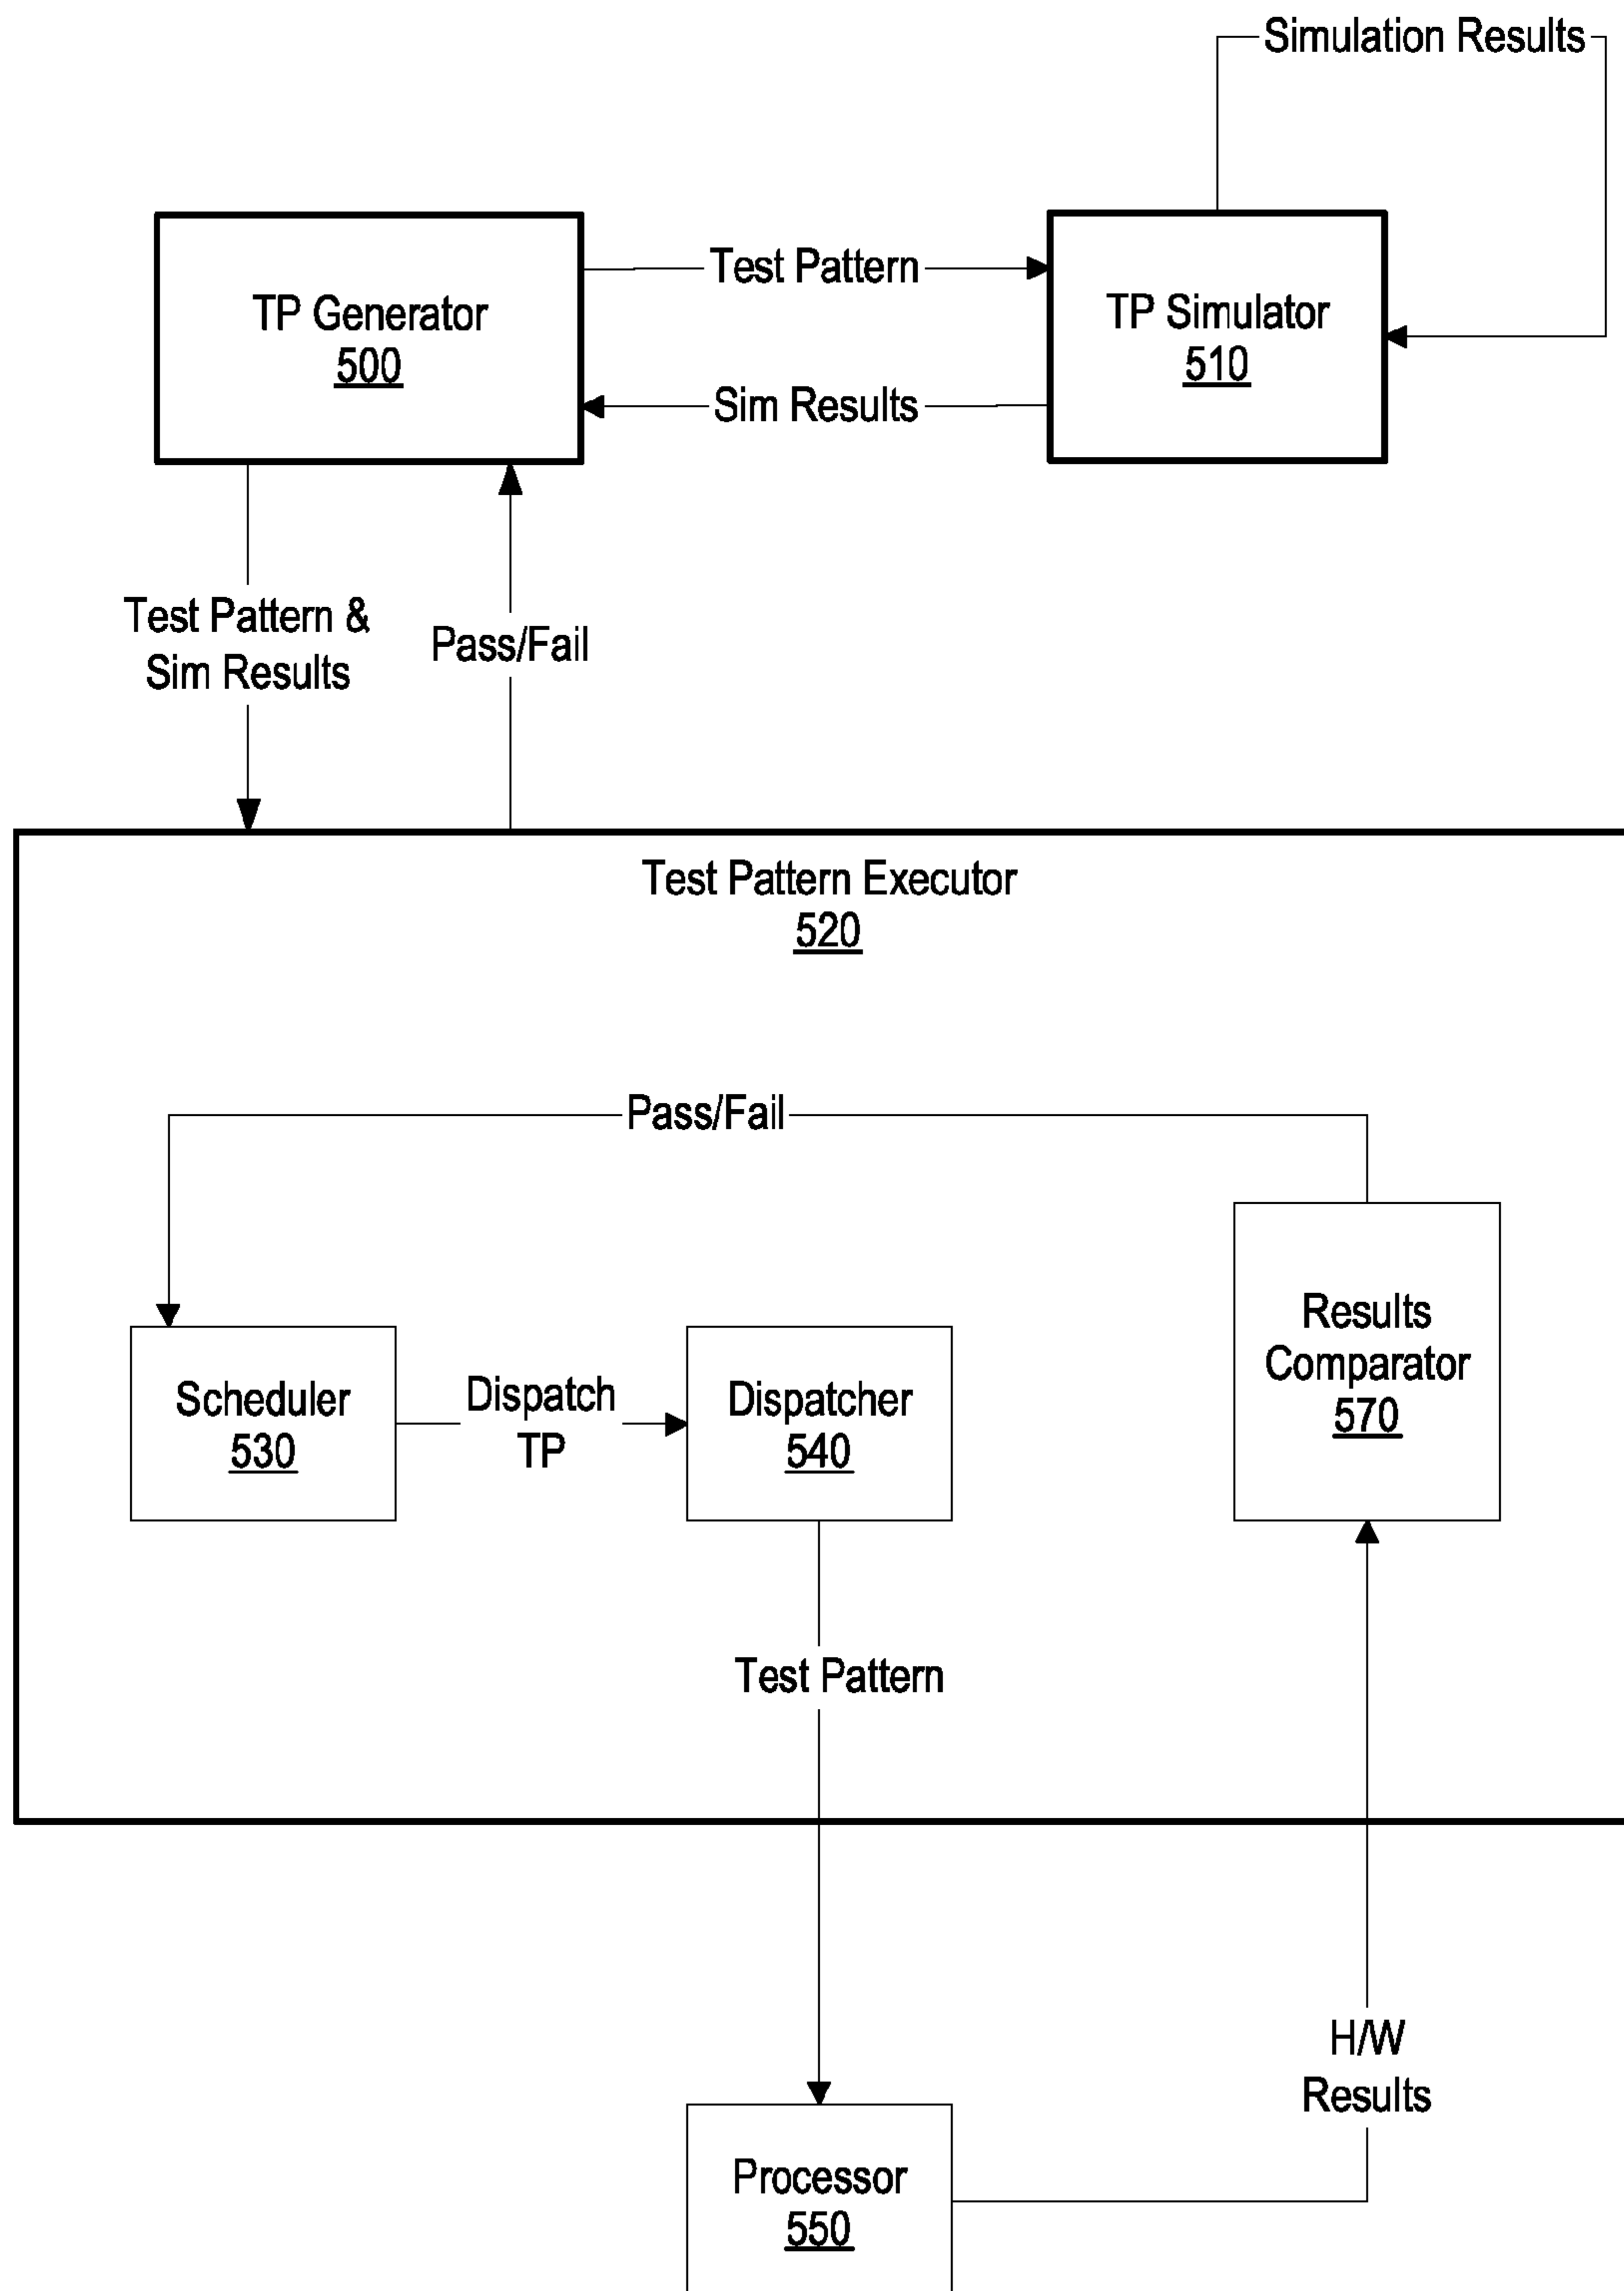 Simulation Results
Test Pattern
TP Generator
500
TP Simulator
510
Sim Results
Test Pattern &
Sim Results
Pass/Fail
Test Pattern Executor
520
Pass/Fail
Results
Comparator
570
Scheduler
530
Dispatch
TP
Dispatcher
540
Test Pattern
H/W
Results
Processor
550